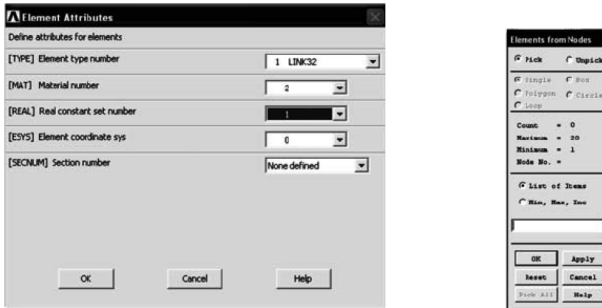 Element Attributes
Define attributes for elements
[TYPE] Element type number
1 LINK32
[MAT] Material number
2
[REAL] Real constant set number
1
[ESYS] Element coordinate sys
0
[SECNUM] Section number
None defined
OK Cancel Help
Elements from Nodes
Pick Unpick
Single Box
Polygon Circle
Loop
Count = 0
Maximum = 20
Minimum = 1
Node No. =
List of Items
Min, Max, Inc
OK Apply
Reset Cancel
Pick All Help